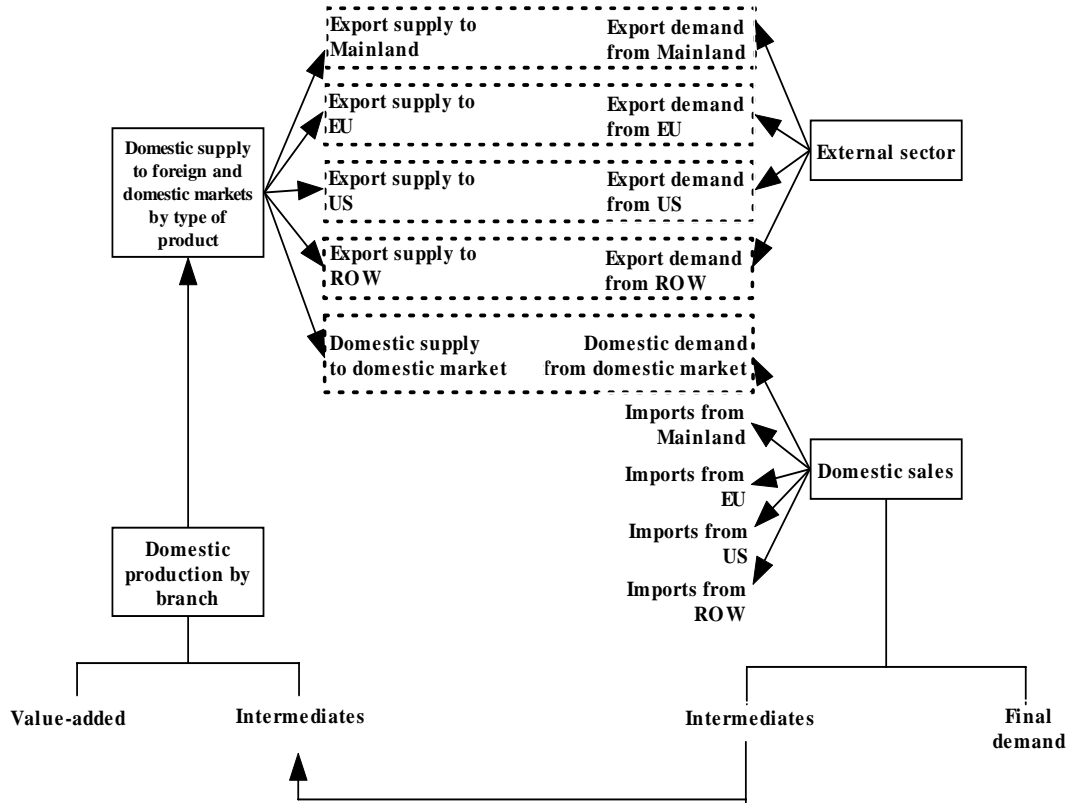 Export supply to
Mainland
Export demand
from Mainland
Export supply to
EU
Export demand
from EU
Domestic supply
to foreign and
domestic markets
by type of
product
External sector
Export supply to
US
Export demand
from US
Export supply to
ROW
Export demand
from ROW
Domestic supply
to domestic market
Domestic demand
from domestic market
Imports from
Mainland
Domestic sales
Imports from
EU
Imports from
US
Imports from
ROW
Domestic
production by
branch
Value-added
Intermediates
Intermediates
Final
demand